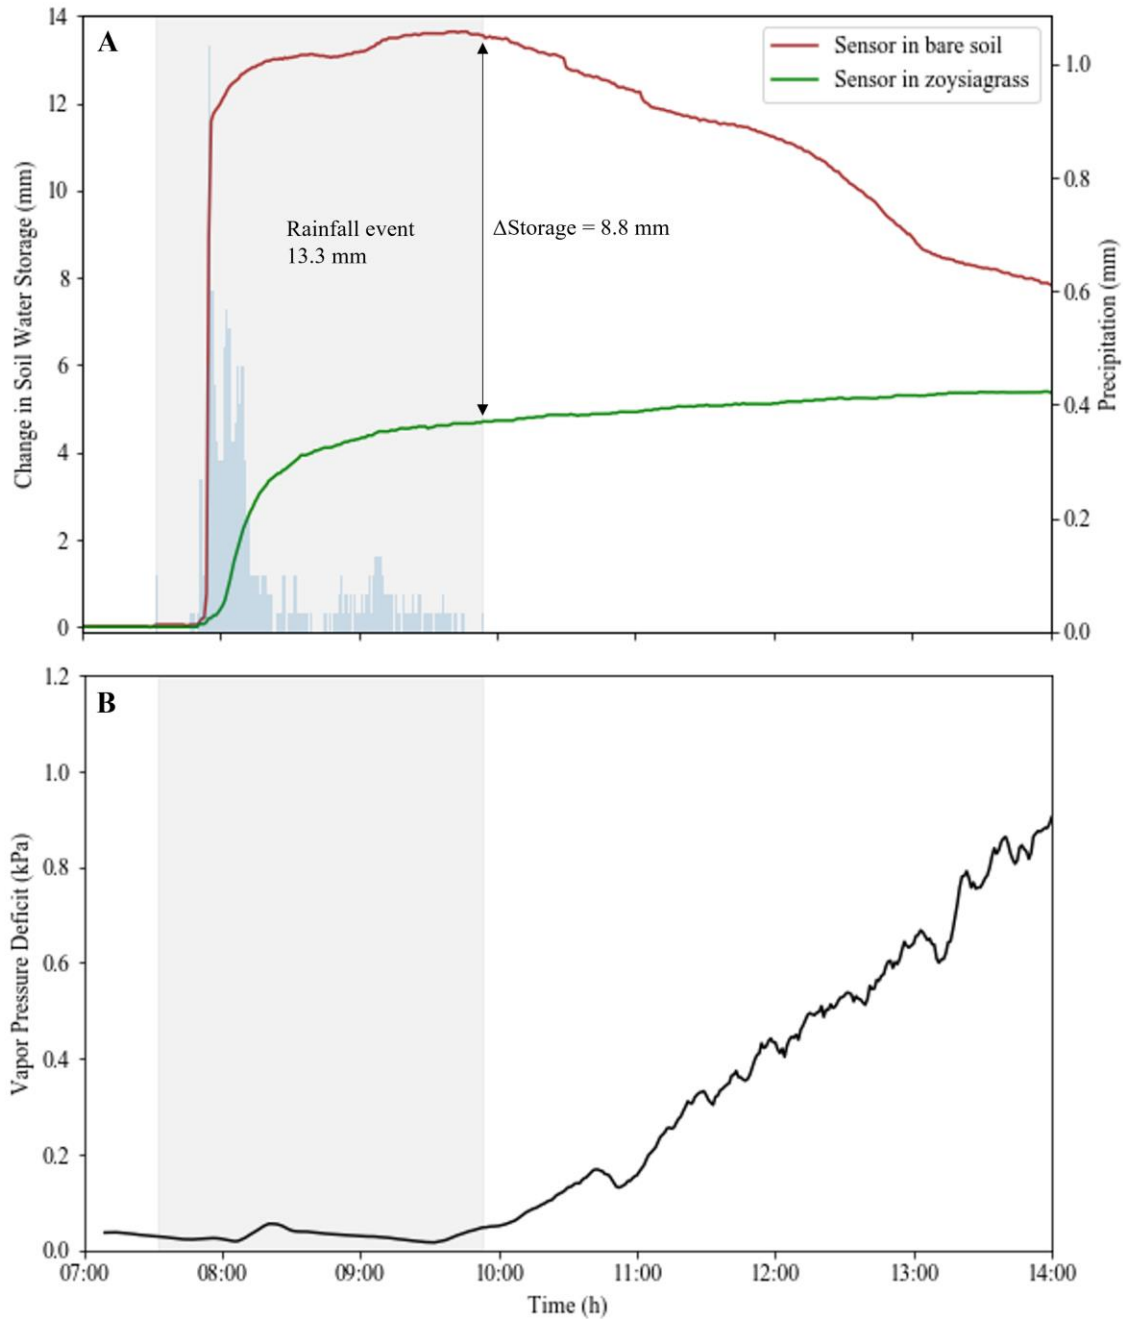 A
Sensor in bare soil
Sensor in zoysiagrass
Change in Soil Water Storage (mm)
14
12
10
8
6
4
2
0
Rainfall event
13.3 mm
ΔStorage = 8.8 mm
1.0
0.8
0.6
0.4
0.2
0.0
Precipitation (mm)
B
Vapor Pressure Deficit (kPa)
1.2
1.0
0.8
0.6
0.4
0.2
0.0
07:00 08:00 09:00 10:00 11:00 12:00 13:00 14:00
Time (h)